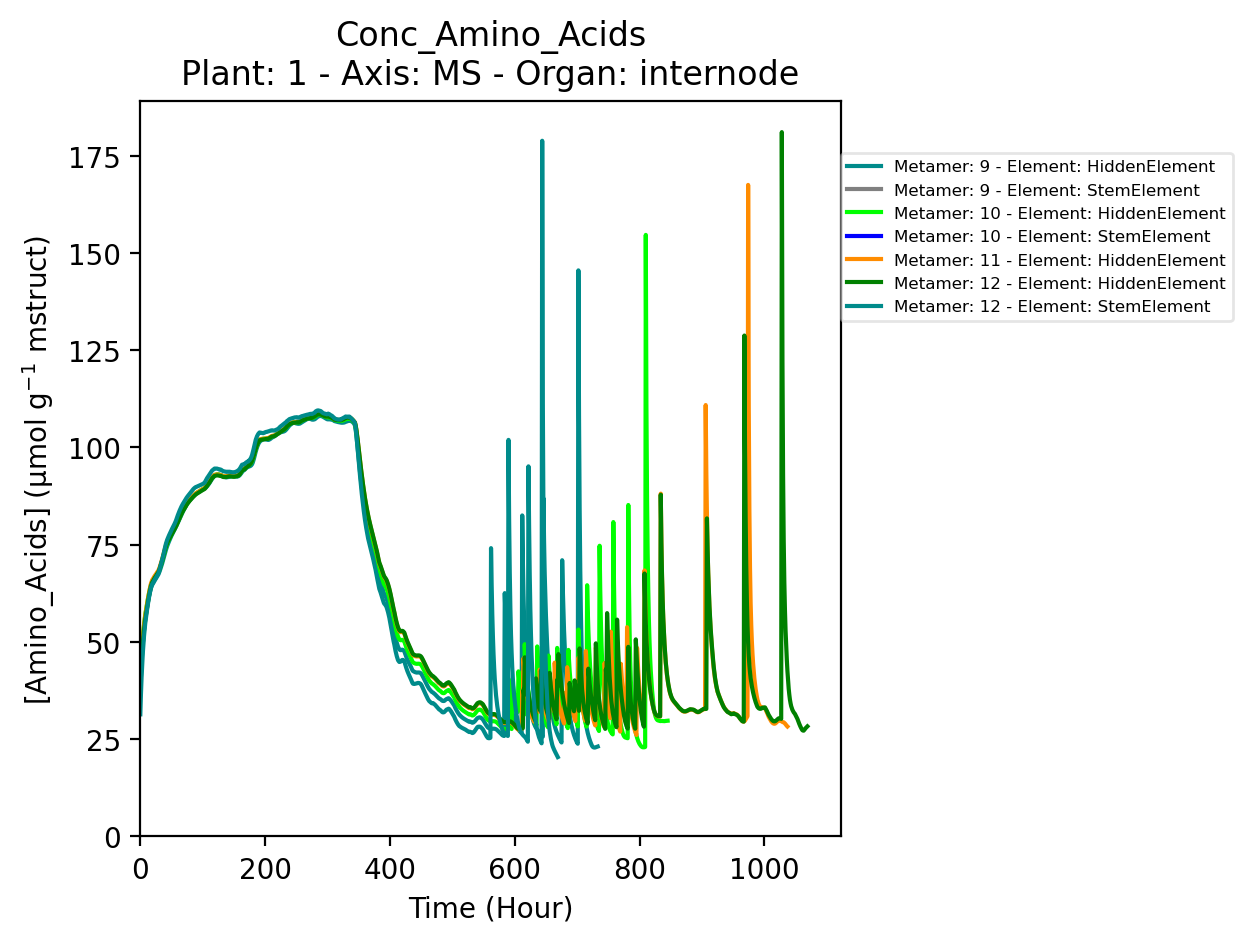 Conc_Amino_Acids
Plant: 1 - Axis: MS - Organ: internode
[Amino_Acids] (µmol g⁻¹ mstruct)
175
150
125
100
75
50
25
0
0 200 400 600 800 1000
Time (Hour)
Metamer: 9 - Element: HiddenElement
Metamer: 9 - Element: StemElement
Metamer: 10 - Element: HiddenElement
Metamer: 10 - Element: StemElement
Metamer: 11 - Element: HiddenElement
Metamer: 12 - Element: HiddenElement
Metamer: 12 - Element: StemElement